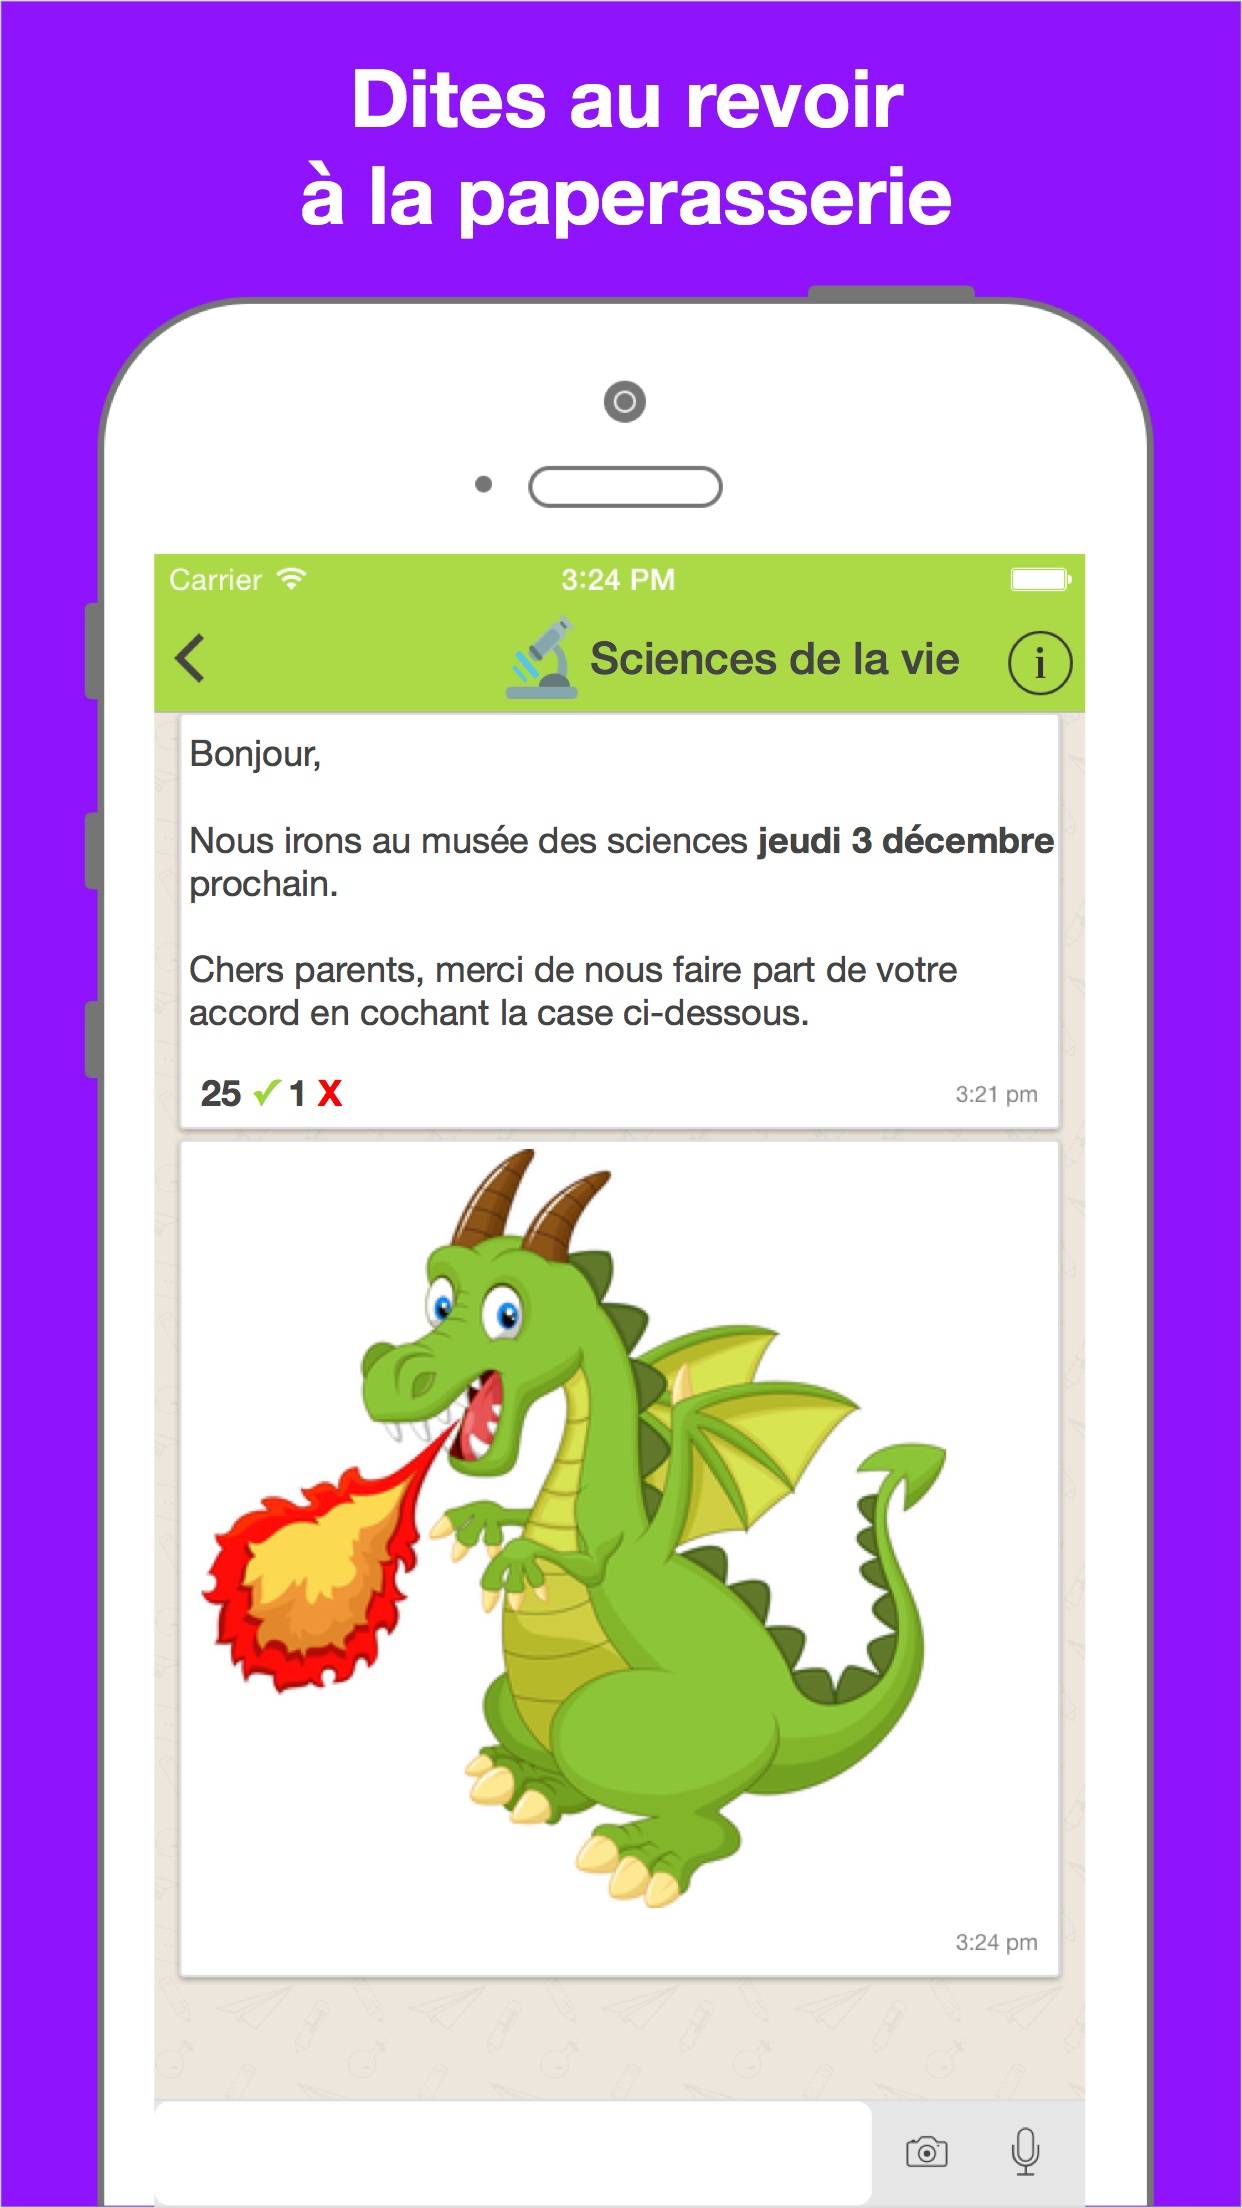 Dites au revoir
à la paperasserie
Carrier
3:24 PM
Sciences de la vie
i
Bonjour,
Nous irons au musée des sciences jeudi 3 décembre
prochain.
Chers parents, merci de nous faire part de votre
accord en cochant la case ci-dessous.
25 ✓ 1 X
3:21 pm
3:24 pm